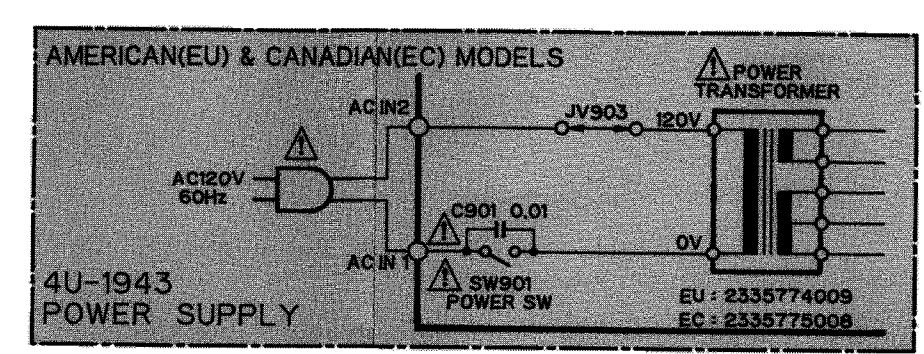 AMERICAN(EU) & CANADIAN(EC) MODELS
POWER
TRANSFORMER
AC IN2
JV903
120V
AC120V
60Hz
C901 0.01
0V
AC IN 1
SW901
POWER SW
4U-1943
POWER SUPPLY
EU : 2335774009
EC : 2335775008